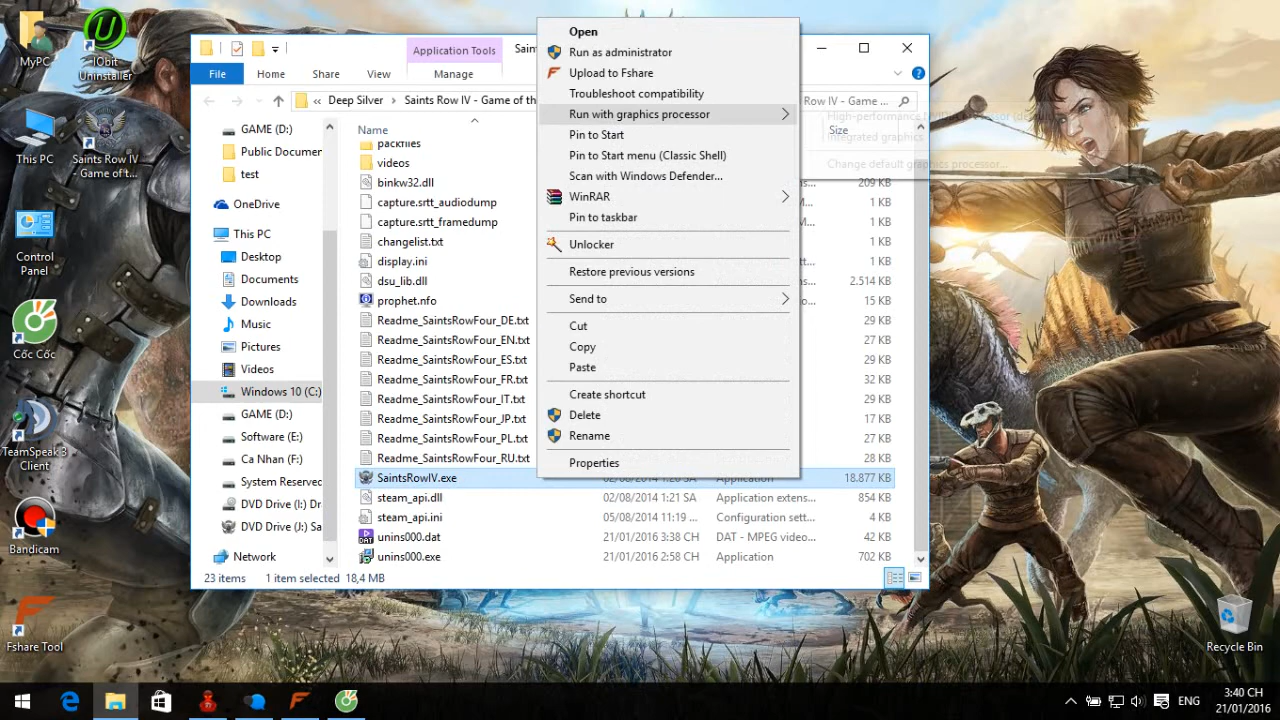 MyPC
IObit
Uninstaller
This PC
Saints Row IV
- Game of t...
Control
Panel
Cốc Cốc
TeamSpeak 3
Client
Bandicam
Fshare Tool
Recycle Bin
Application Tools
Saint
File
Home
Share
View
Manage
«
Deep Silver
Saints Row IV - Game of th
Row IV - Game ...
GAME (D:)
Public Documen
test
OneDrive
This PC
Desktop
Documents
Downloads
Music
Pictures
Videos
Windows 10 (C:)
GAME (D:)
Software (E:)
Ca Nhan (F:)
System Reserved
DVD Drive (I:) Dr
DVD Drive (J:) Sa
Network
Name
Size
packfiles
videos
binkw32.dll
209 KB
capture.srtt_audiodump
1 KB
capture.srtt_framedump
1 KB
changelist.txt
1 KB
display.ini
1 KB
dsu_lib.dll
2.514 KB
prophet.nfo
15 KB
Readme_SaintsRowFour_DE.txt
29 KB
Readme_SaintsRowFour_EN.txt
27 KB
Readme_SaintsRowFour_ES.txt
29 KB
Readme_SaintsRowFour_FR.txt
32 KB
Readme_SaintsRowFour_IT.txt
29 KB
Readme_SaintsRowFour_JP.txt
17 KB
Readme_SaintsRowFour_PL.txt
27 KB
Readme_SaintsRowFour_RU.txt
28 KB
SaintsRowIV.exe
02/08/2014 1:20 SA
Application
18.877 KB
steam_api.dll
02/08/2014 1:21 SA
Application extens...
854 KB
steam_api.ini
05/08/2014 11:19 ...
Configuration sett...
4 KB
unins000.dat
21/01/2016 3:38 CH
DAT - MPEG video...
42 KB
unins000.exe
21/01/2016 2:58 CH
Application
702 KB
23 items
1 item selected
18,4 MB
Open
Run as administrator
Upload to Fshare
Troubleshoot compatibility
Run with graphics processor
Pin to Start
Pin to Start menu (Classic Shell)
Scan with Windows Defender...
WinRAR
Pin to taskbar
Unlocker
Restore previous versions
Send to
Cut
Copy
Paste
Create shortcut
Delete
Rename
Properties
Integrated graphics
Change default graphics processor...
ENG
3:40 CH
21/01/2016